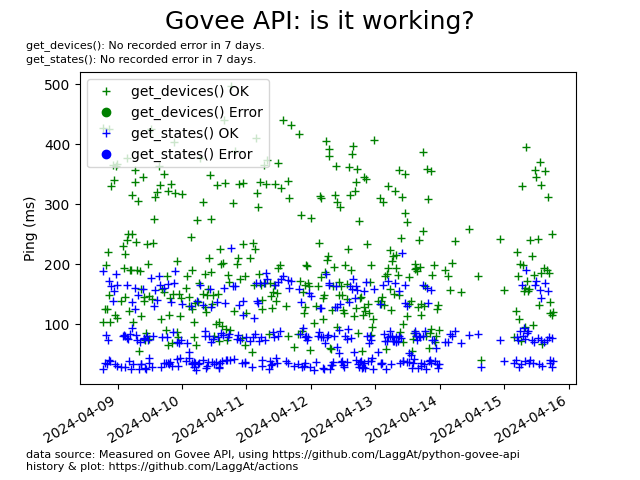 Govee API: is it working?
get_devices(): No recorded error in 7 days.
get_states(): No recorded error in 7 days.
get_devices() OK
get_devices() Error
get_states() OK
get_states() Error
Ping (ms)
500
400
300
200
100
2024-04-09
2024-04-10
2024-04-11
2024-04-12
2024-04-13
2024-04-14
2024-04-15
2024-04-16
data source: Measured on Govee API, using https://github.com/LaggAt/python-govee-api
history & plot: https://github.com/LaggAt/actions